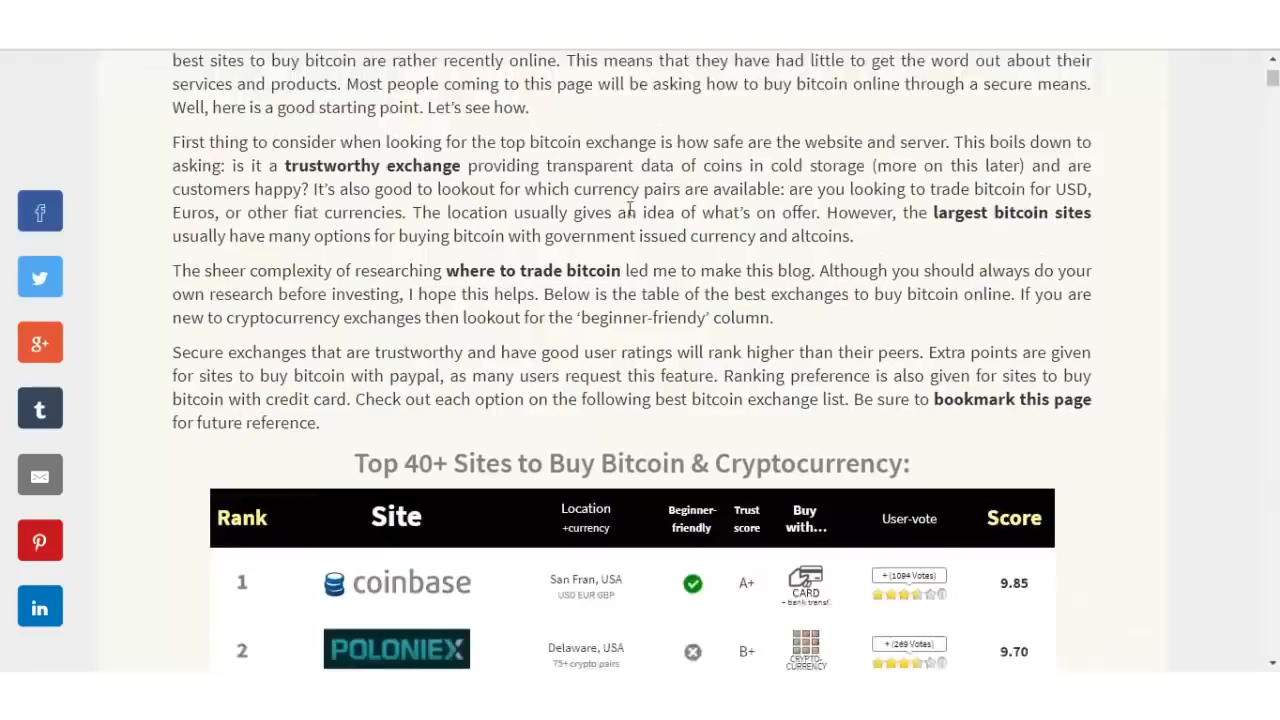 best sites to buy bitcoin are rather recently online. This means that they have had little to get the word out about their
services and products. Most people coming to this page will be asking how to buy bitcoin online through a secure means.
Well, here is a good starting point. Let's see how.
First thing to consider when looking for the top bitcoin exchange is how safe are the website and server. This boils down to
asking: is it a trustworthy exchange providing transparent data of coins in cold storage (more on this later) and are
customers happy? It's also good to lookout for which currency pairs are available: are you looking to trade bitcoin for USD,
Euros, or other fiat currencies. The location usually gives an idea of what's on offer. However, the largest bitcoin sites
usually have many options for buying bitcoin with government issued currency and altcoins.
The sheer complexity of researching where to trade bitcoin led me to make this blog. Although you should always do your
own research before investing, I hope this helps. Below is the table of the best exchanges to buy bitcoin online. If you are
new to cryptocurrency exchanges then lookout for the 'beginner-friendy' column.
Secure exchanges that are trustworthy and have good user ratings will rank higher than their peers. Extra points are given
for sites to buy bitcoin with paypal, as many users request this feature. Ranking preference is also given for sites to buy
bitcoin with credit card. Check out each option on the following best bitcoin exchange list. Be sure to bookmark this page
for future reference.
Top 40+ Sites to Buy Bitcoin & Cryptocurrency:
Rank Site Location +currency Beginner-friendly Trust score Buy with... User-vote Score
1 coinbase San Fran, USA A+ CARD + (1094 Votes) 9.85
USD EUR GBP + bank transf.
2 POLONIEX Delaware, USA B+ CRYPTO- + (269 Votes) 9.70
75+ crypto pairs CURRENCY